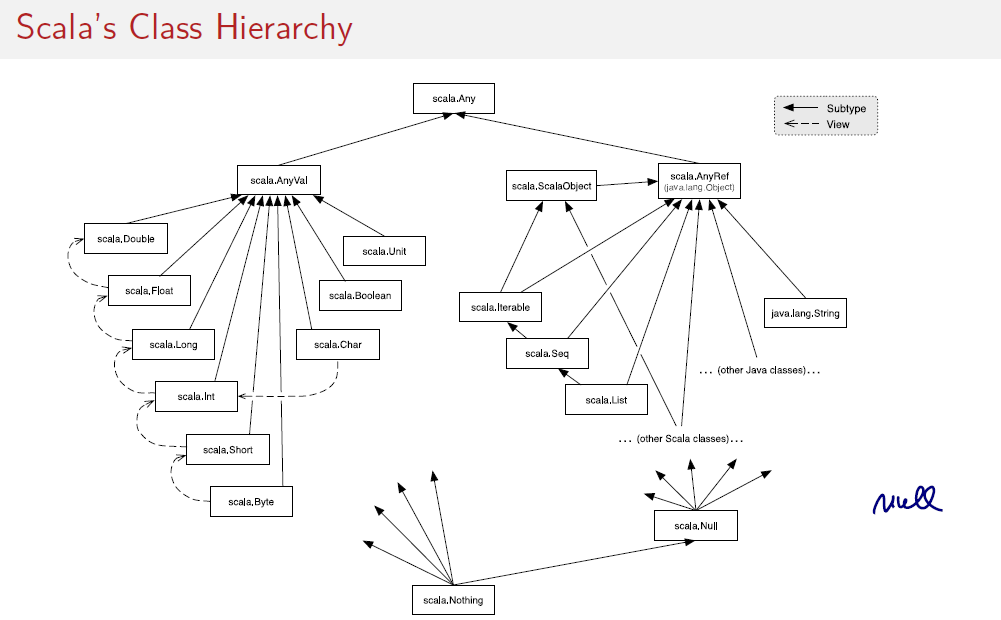 Scala's Class Hierarchy
scala.Any
Subtype
View
scala.AnyVal
scala.ScalaObject
scala.AnyRef
(java.lang.Object)
scala.Double
scala.Unit
scala.Float
scala.Boolean
scala.Iterable
java.lang.String
scala.Long
scala.Char
scala.Seq
... (other Java classes)...
scala.Int
scala.List
... (other Scala classes)...
scala.Short
scala.Byte
null
scala.Null
scala.Nothing